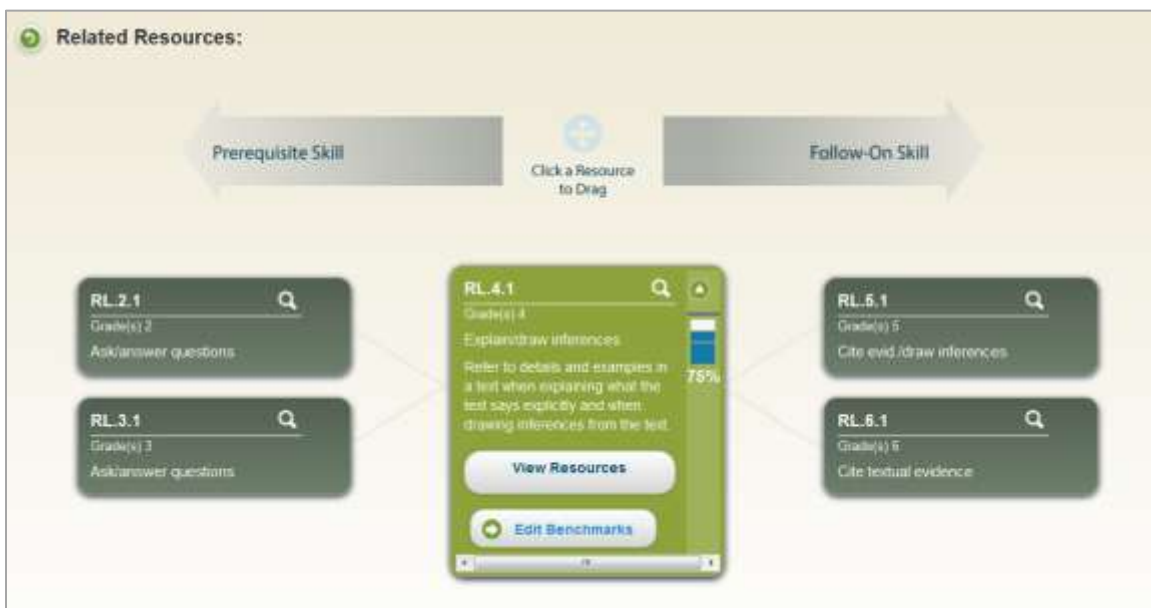 Related Resources:
Prerequisite Skill
Click a Resource
to Drag
Follow-On Skill
RL.2.1
Grade(s) 2
Ask/answer questions
RL.3.1
Grade(s) 3
Ask/answer questions
RL.4.1
Grade(s) 4
Explain/draw inferences
Refer to details and examples in
a text when explaining what the
text says explicitly and when
drawing inferences from the text.
75%
View Resources
Edit Benchmarks
RL.5.1
Grade(s) 5
Cite evid./draw inferences
RL.6.1
Grade(s) 6
Cite textual evidence